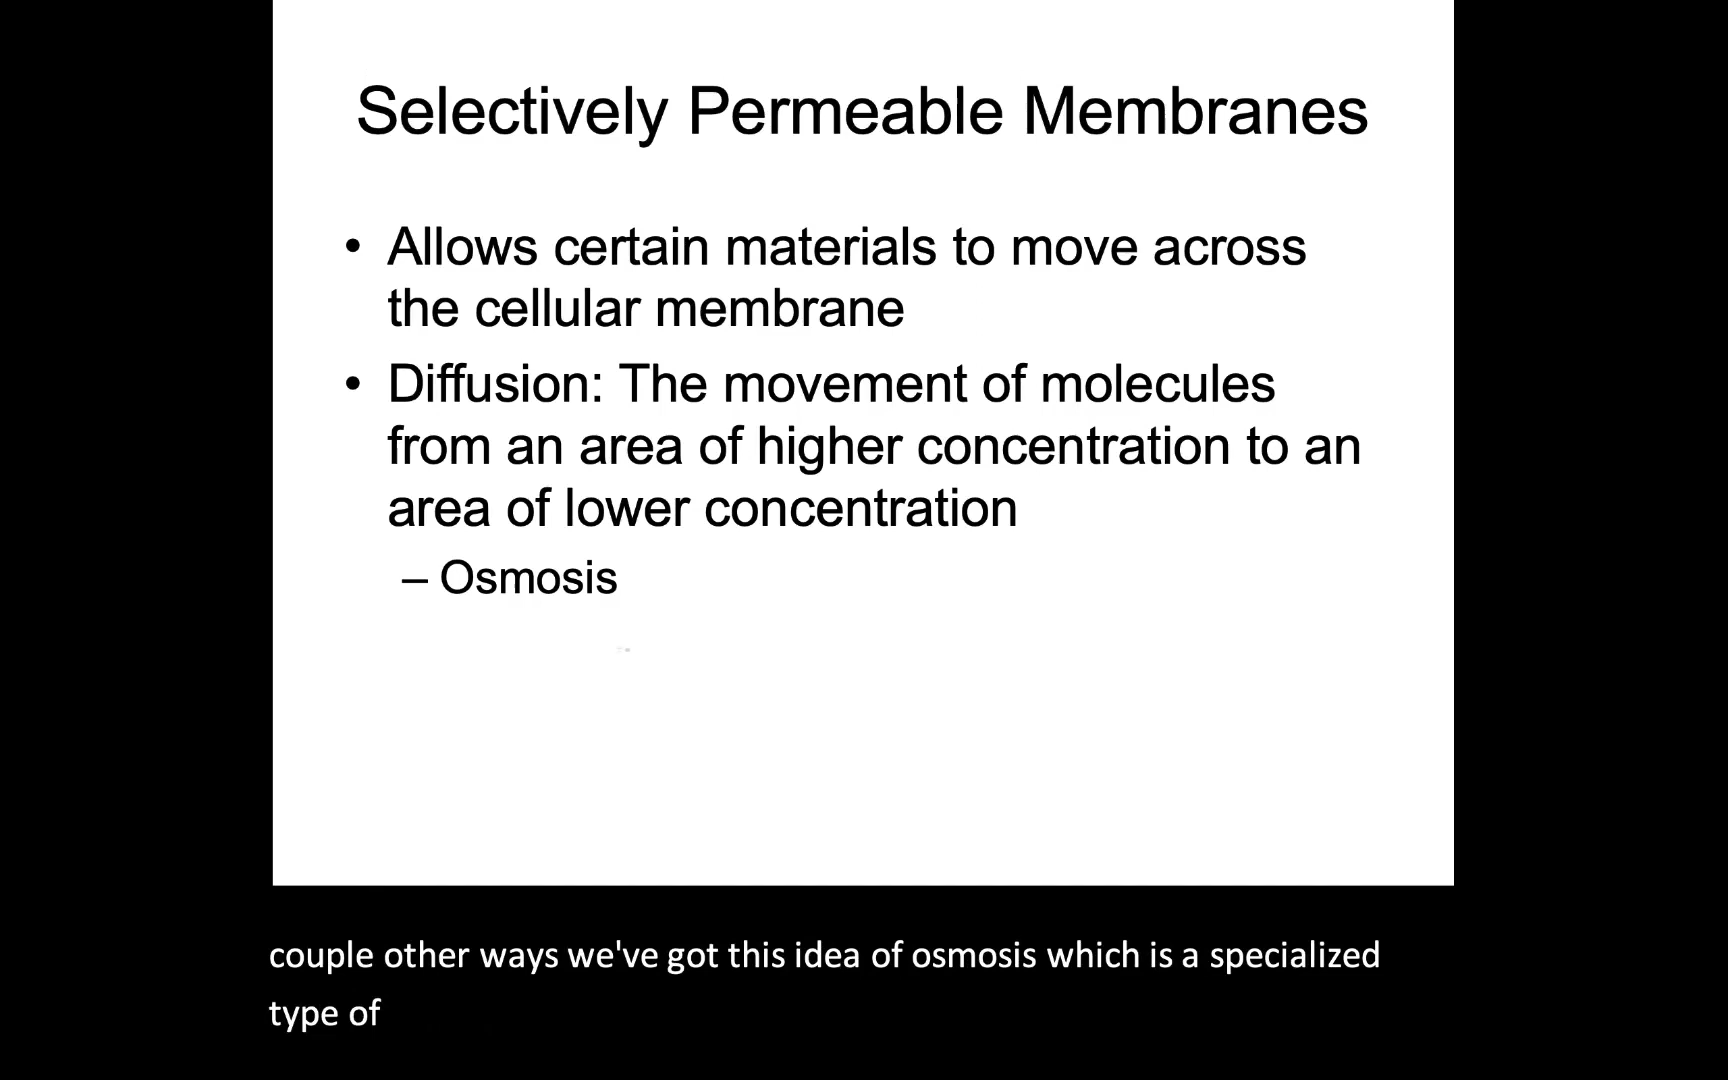 Selectively Permeable Membranes
• Allows certain materials to move across
the cellular membrane
• Diffusion: The movement of molecules
from an area of higher concentration to an
area of lower concentration
– Osmosis
couple other ways we've got this idea of osmosis which is a specialized
type of